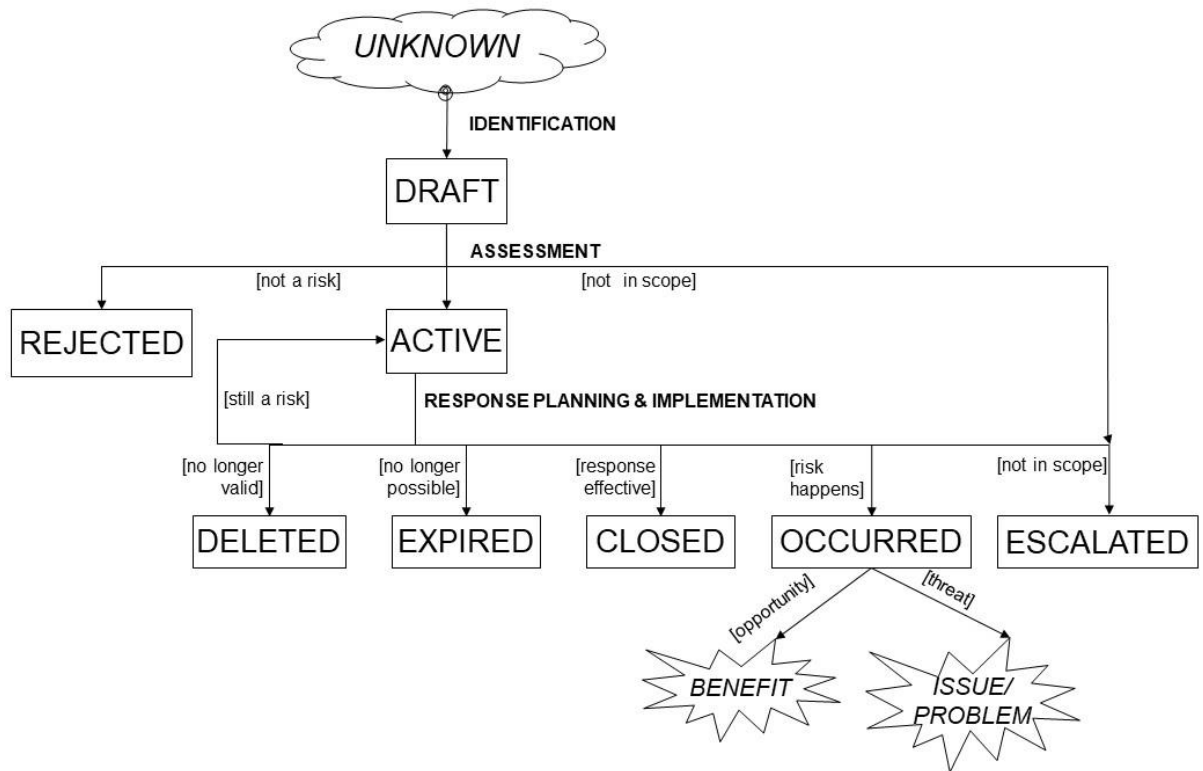 UNKNOWN
IDENTIFICATION
DRAFT
ASSESSMENT
[not a risk]
[not in scope]
REJECTED
ACTIVE
[still a risk]
RESPONSE PLANNING & IMPLEMENTATION
[no longer
valid]
[no longer
possible]
[response
effective]
[risk
happens]
[not in scope]
DELETED
EXPIRED
CLOSED
OCCURRED
ESCALATED
[opportunity]
[threat]
BENEFIT
ISSUE/
PROBLEM